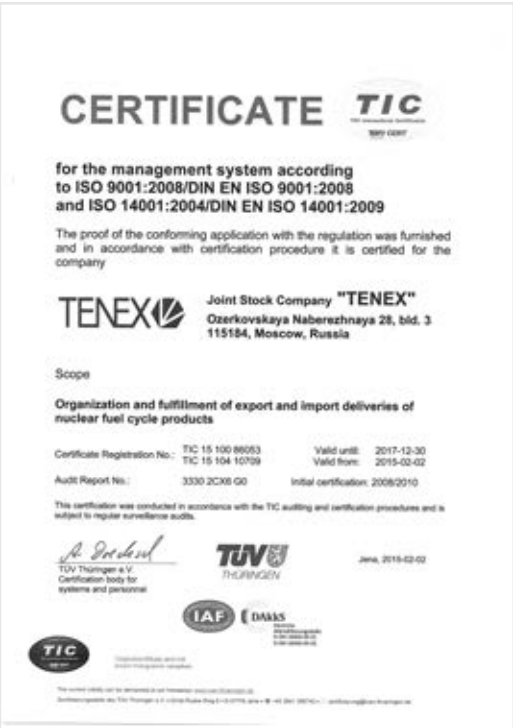 CERTIFICATE
TIC
for the management system according
to ISO 9001:2008/DIN EN ISO 9001:2008
and ISO 14001:2004/DIN EN ISO 14001:2009
The proof of the conforming application with the regulation was furnished
and in accordance with certification procedure it is certified for the
company
TENEX
Joint Stock Company "TENEX"
Ozerkovskaya Naberezhnaya 28, bld. 3
115184, Moscow, Russia
Scope
Organization and fulfillment of export and import deliveries of
nuclear fuel cycle products
Certificate Registration No.: TIC 15 100 86053 Valid until: 2017-12-30
TIC 15 104 10709 Valid from: 2015-02-02
Audit Report No.: 3330 2CX6 G0 Initial certification: 2008/2010
This certification was conducted in accordance with the TIC auditing and certification procedures and is
subject to regular surveillance audits.
TÜV Thüringen e.V.
Certification body for
systems and personnel
TÜV
THÜRINGEN
Jena, 2015-02-02
IAF
DAkkS
TIC